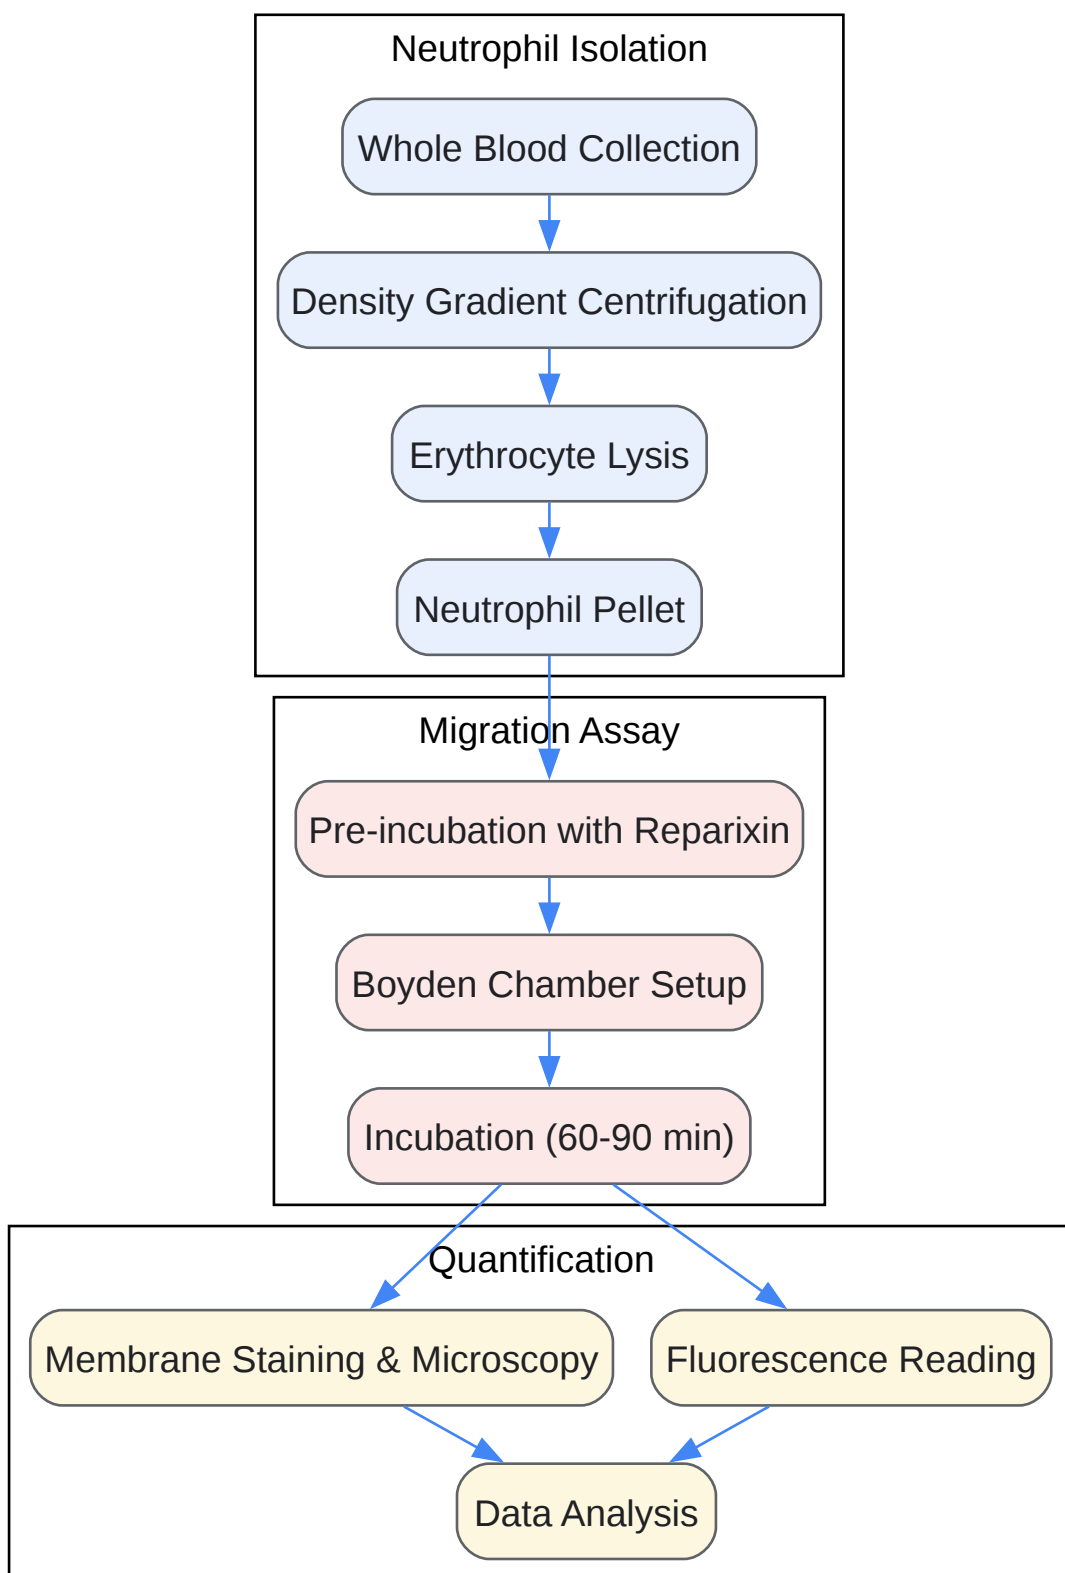 Neutrophil Isolation
Whole Blood Collection
Density Gradient Centrifugation
Erythrocyte Lysis
Neutrophil Pellet
Migration Assay
Pre-incubation with Reparixin
Boyden Chamber Setup
Incubation (60-90 min)
Quantification
Membrane Staining & Microscopy
Fluorescence Reading
Data Analysis